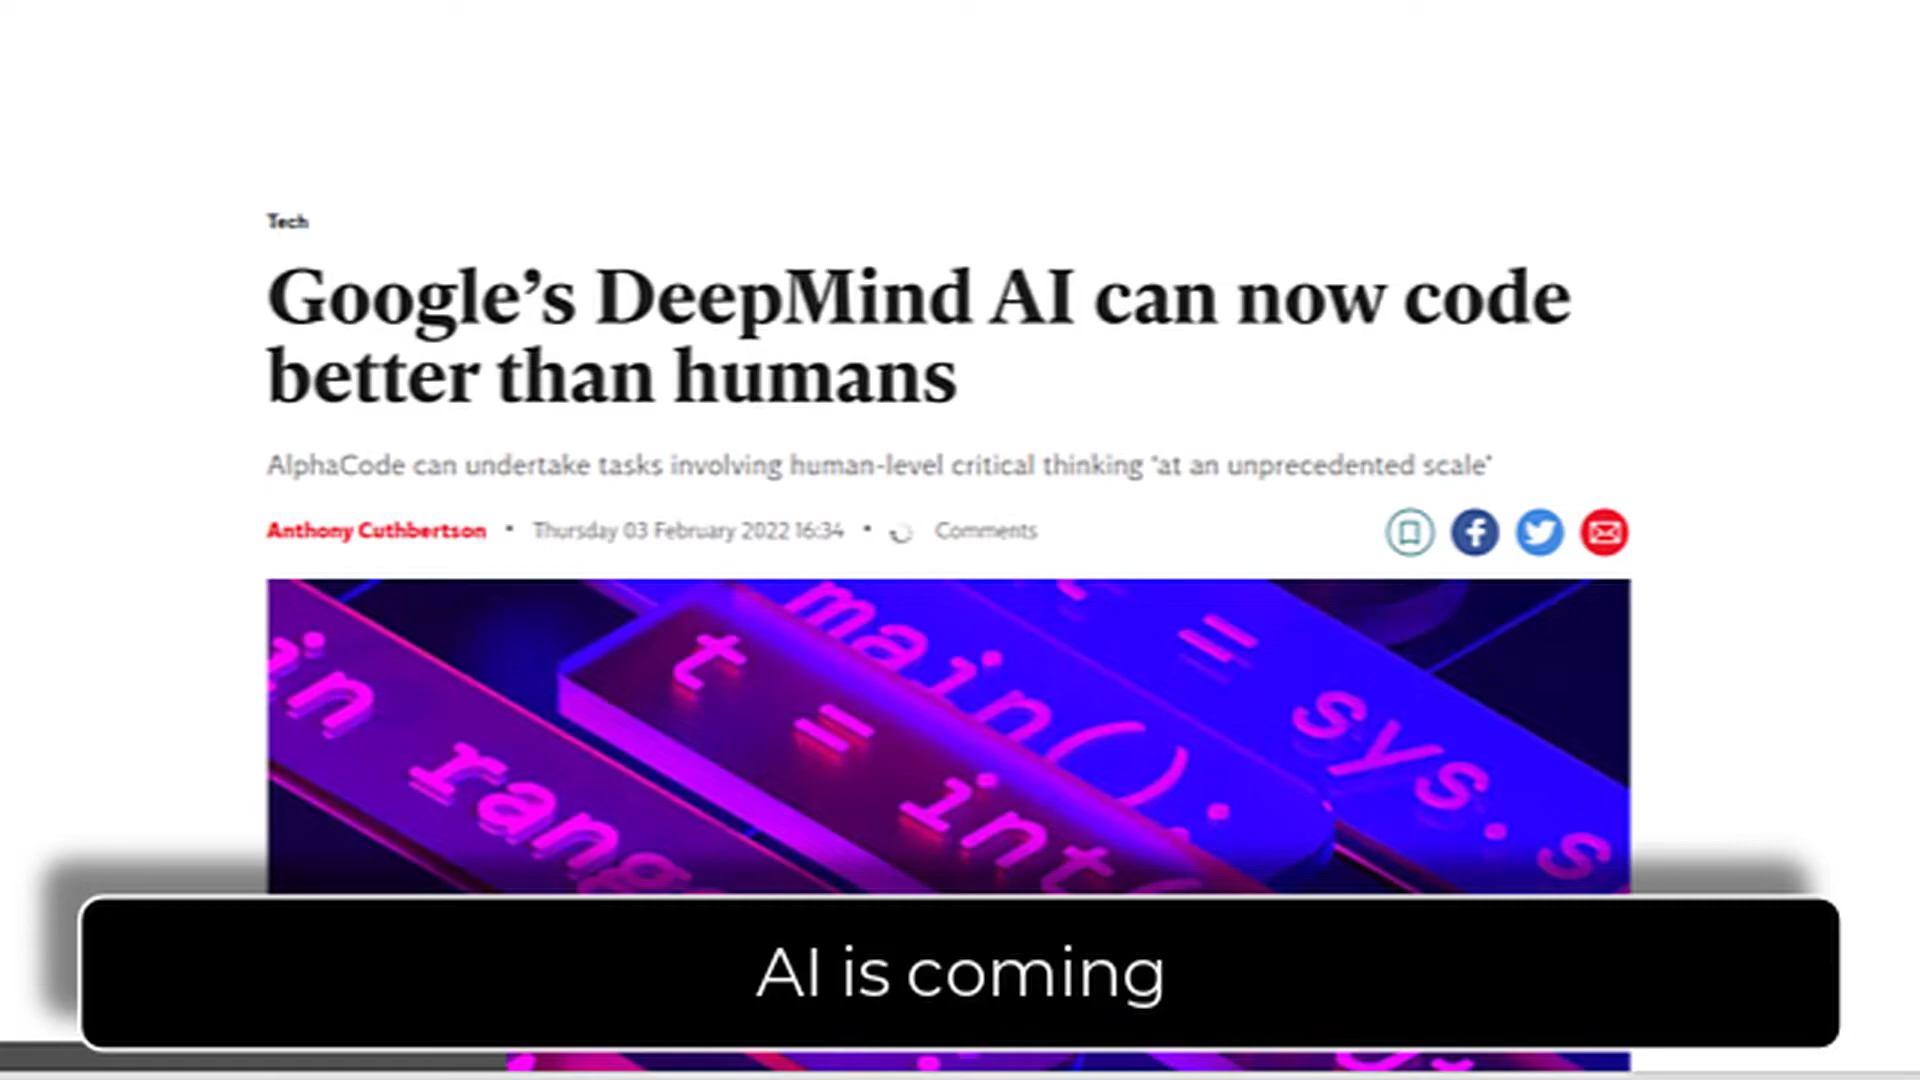 Tech
Google's DeepMind AI can now code
better than humans
AlphaCode can undertake tasks involving human-level critical thinking 'at an unprecedented scale'
Anthony Cuthbertson • Thursday 03 February 2022 16:34 • Comments
main().
= sys.s
t = int(
in range
AI is coming